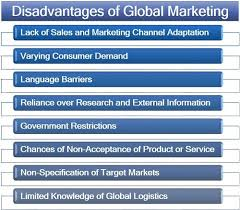 Disadvantages of Global Marketing
Lack of Sales and Marketing Channel Adaptation
Varying Consumer Demand
Language Barriers
Reliance over Research and External Information
Government Restrictions
Chances of Non-Acceptance of Product or Service
Non-Specification of Target Markets
Limited Knowledge of Global Logistics